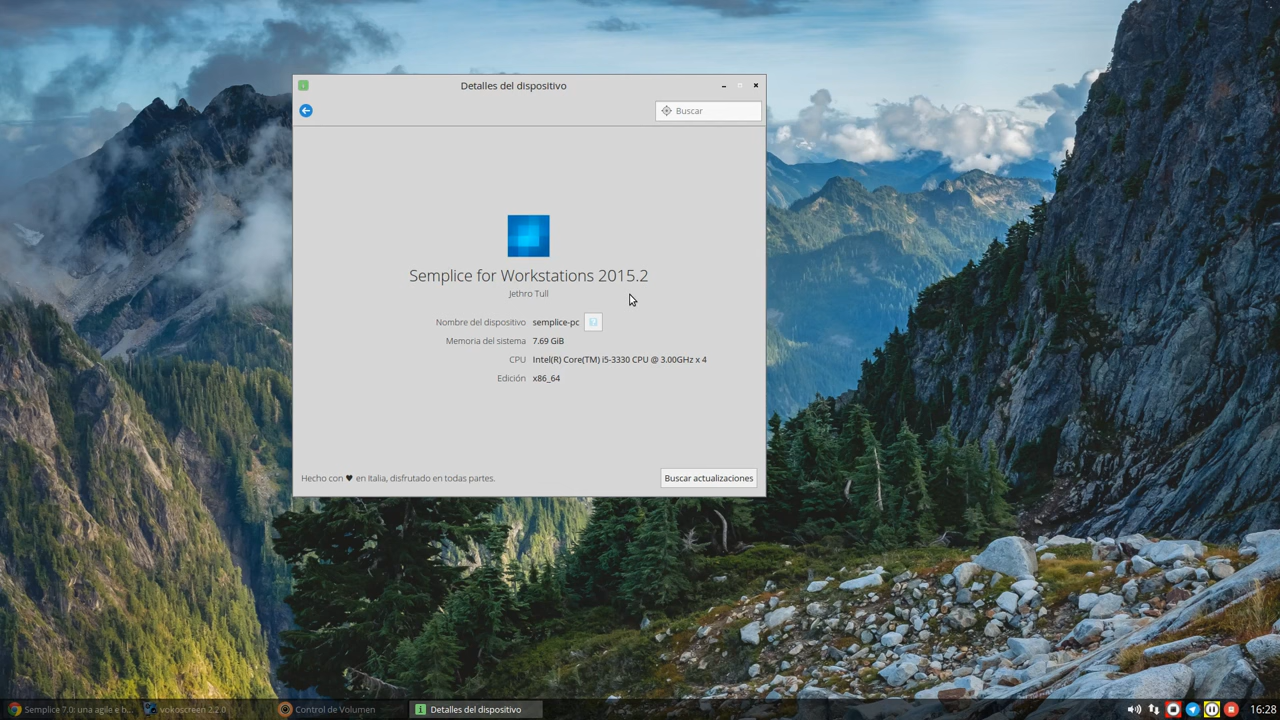 Detalles del dispositivo
Buscar
Semplice for Workstations 2015.2
Jethro Tull
Nombre del dispositivo semplice-pc
Memoria del sistema 7.69 GiB
CPU Intel(R) Core(TM) i5-3330 CPU @ 3.00GHz x 4
Edición x86_64
Hecho con ♥ en Italia, disfrutado en todas partes.
Buscar actualizaciones
Semplice 7.0: una agile e b... vokoscreen 2.2.0 Control de Volumen Detalles del dispositivo 16:28